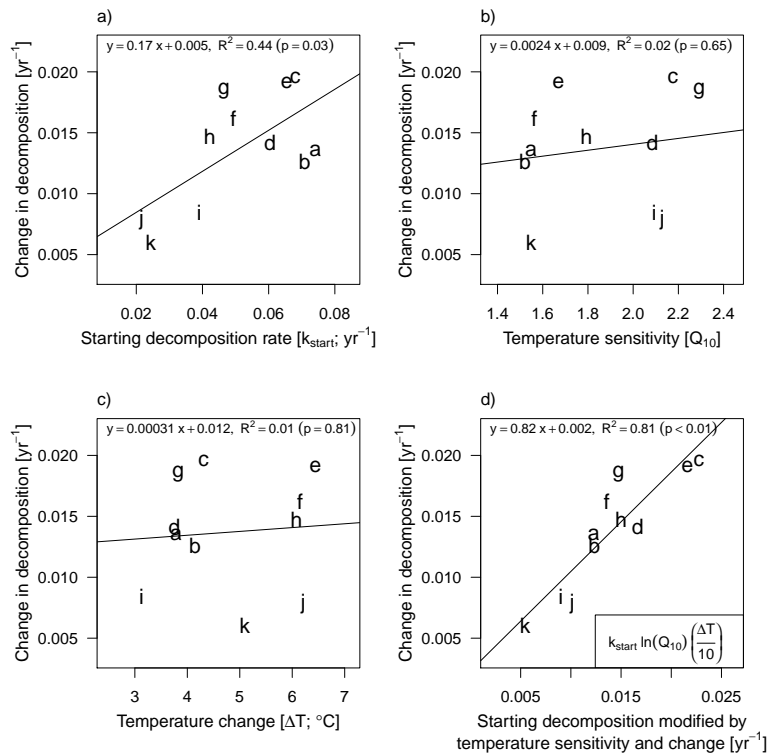 a)
y = 0.17 x + 0.005, R² = 0.44 (p = 0.03)
Change in decomposition [yr⁻¹]
0.020
0.015
0.010
0.005
g
e
c
f
h
d
a
b
i
j
k
0.02 0.04 0.06 0.08
Starting decomposition rate [k_start; yr⁻¹]
b)
y = 0.0024 x + 0.009, R² = 0.02 (p = 0.65)
Change in decomposition [yr⁻¹]
0.020
0.015
0.010
0.005
e
c
g
f
h
d
a
b
i
j
k
1.4 1.6 1.8 2.0 2.2 2.4
Temperature sensitivity [Q₁₀]
c)
y = 0.00031 x + 0.012, R² = 0.01 (p = 0.81)
Change in decomposition [yr⁻¹]
0.020
0.015
0.010
0.005
g
c
e
f
d
a
h
b
i
j
k
3 4 5 6 7
Temperature change [ΔT; °C]
d)
y = 0.82 x + 0.002, R² = 0.81 (p < 0.01)
Change in decomposition [yr⁻¹]
0.020
0.015
0.010
0.005
g
e
c
f
h
d
a
b
i
j
k
k_start ln(Q₁₀) (ΔT/10)
0.005 0.015 0.025
Starting decomposition modified by
temperature sensitivity and change [yr⁻¹]